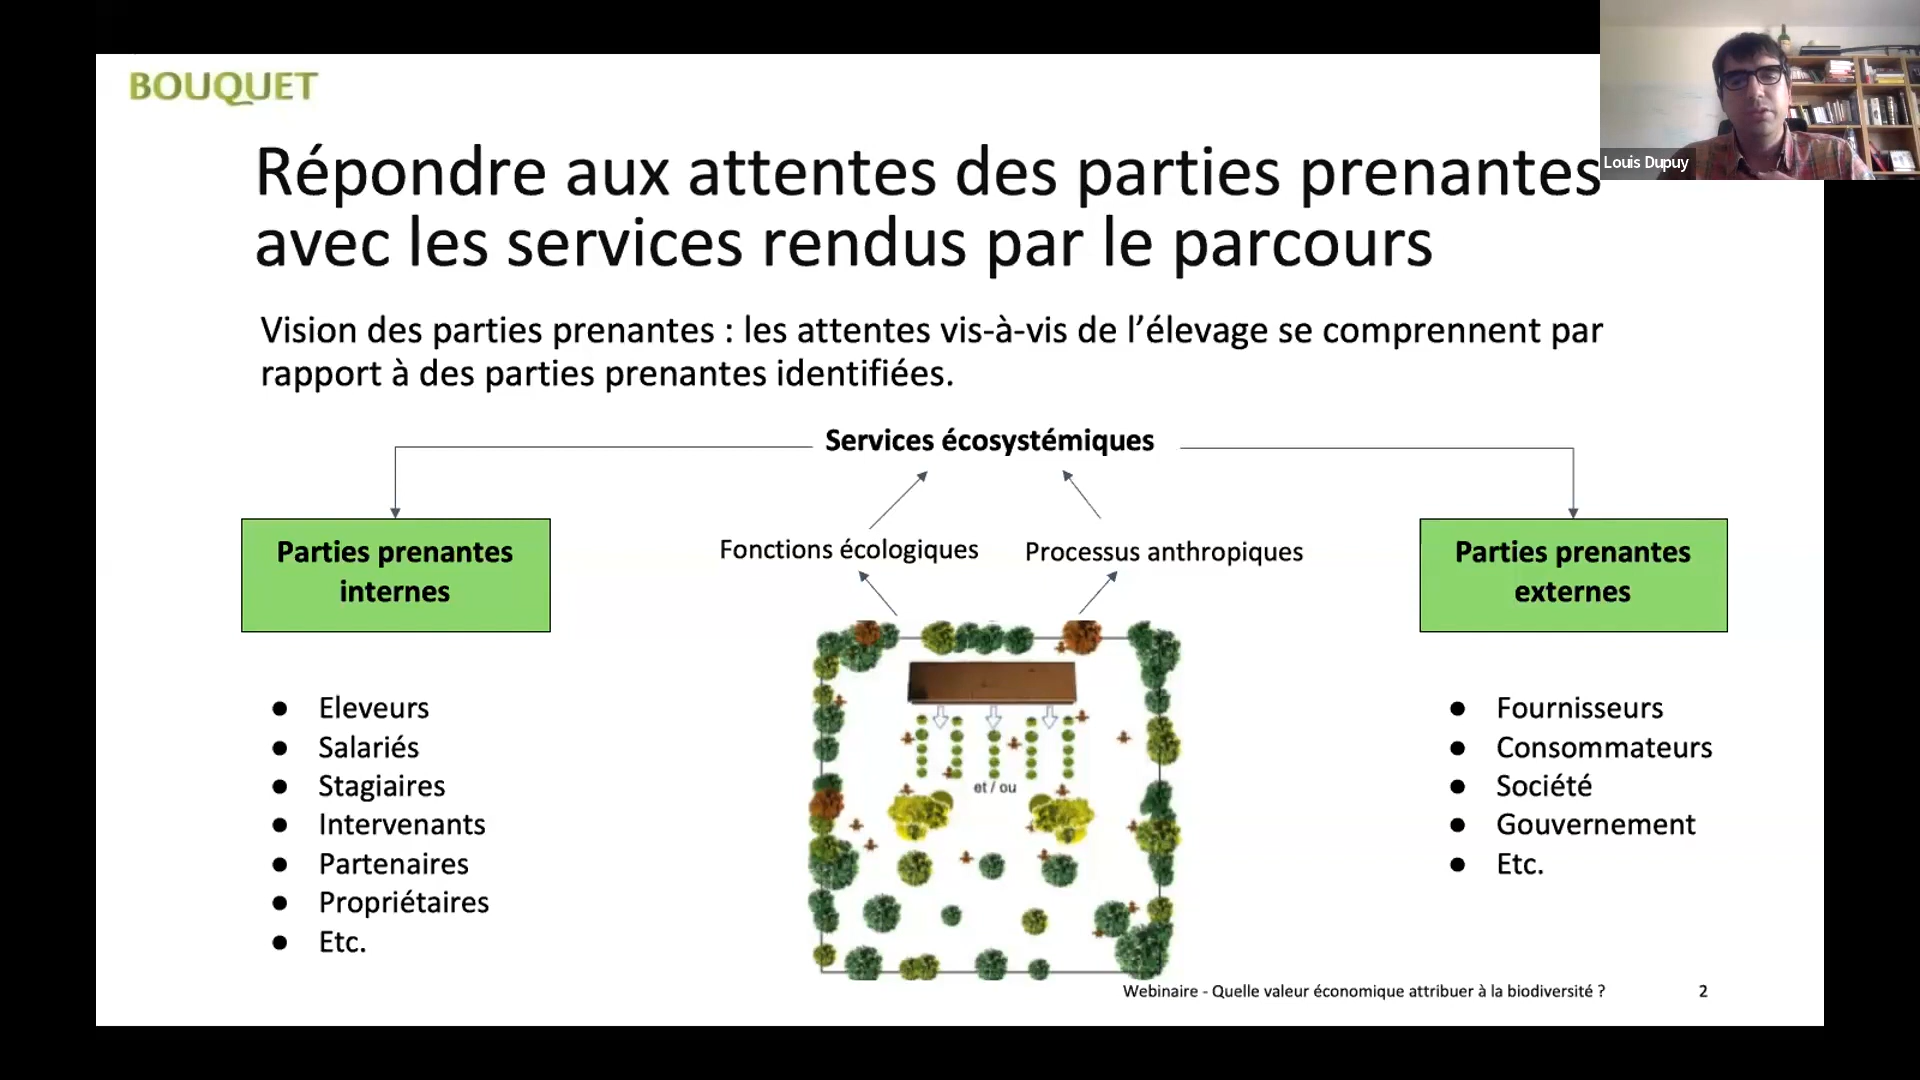 BOUQUET
Louis Dupuy
Répondre aux attentes des parties prenantes
avec les services rendus par le parcours
Vision des parties prenantes : les attentes vis-à-vis de l’élevage se comprennent par
rapport à des parties prenantes identifiées.
Services écosystémiques
Parties prenantes
internes
Fonctions écologiques
Processus anthropiques
Parties prenantes
externes
● Eleveurs
● Salariés
● Stagiaires
● Intervenants
● Partenaires
● Propriétaires
● Etc.
et / ou
● Fournisseurs
● Consommateurs
● Société
● Gouvernement
● Etc.
Webinaire - Quelle valeur économique attribuer à la biodiversité ?
2